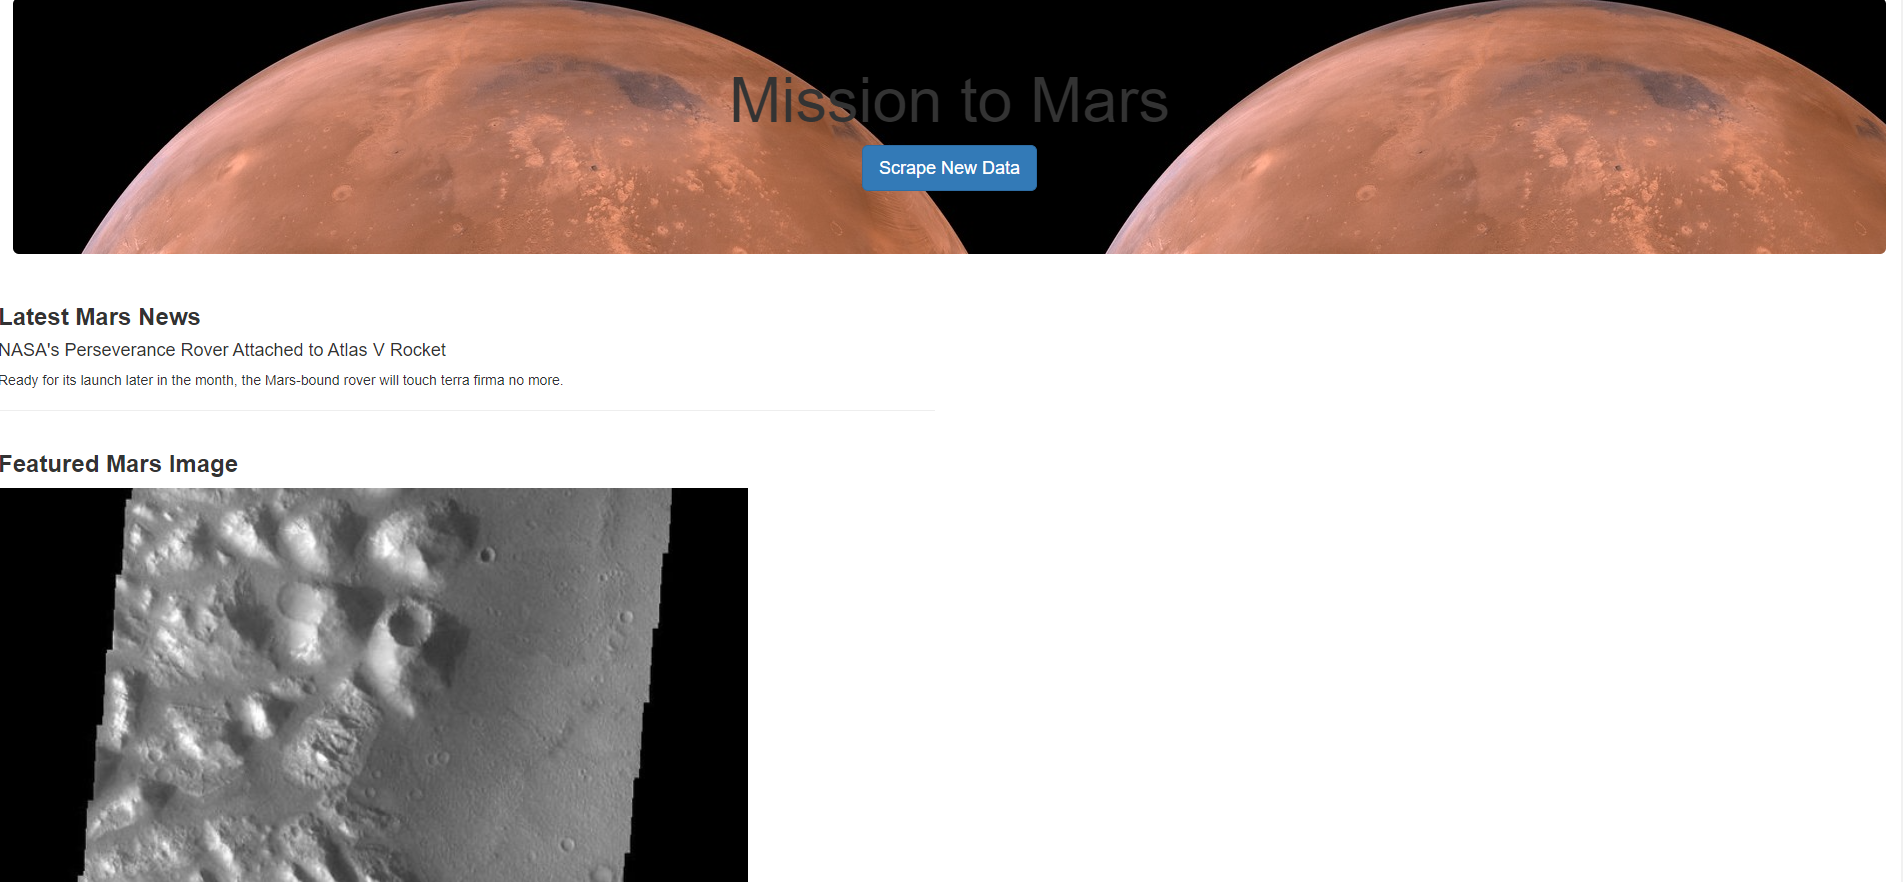 Mission to Mars
Scrape New Data
Latest Mars News
NASA's Perseverance Rover Attached to Atlas V Rocket
Ready for its launch later in the month, the Mars-bound rover will touch terra firma no more.
Featured Mars Image